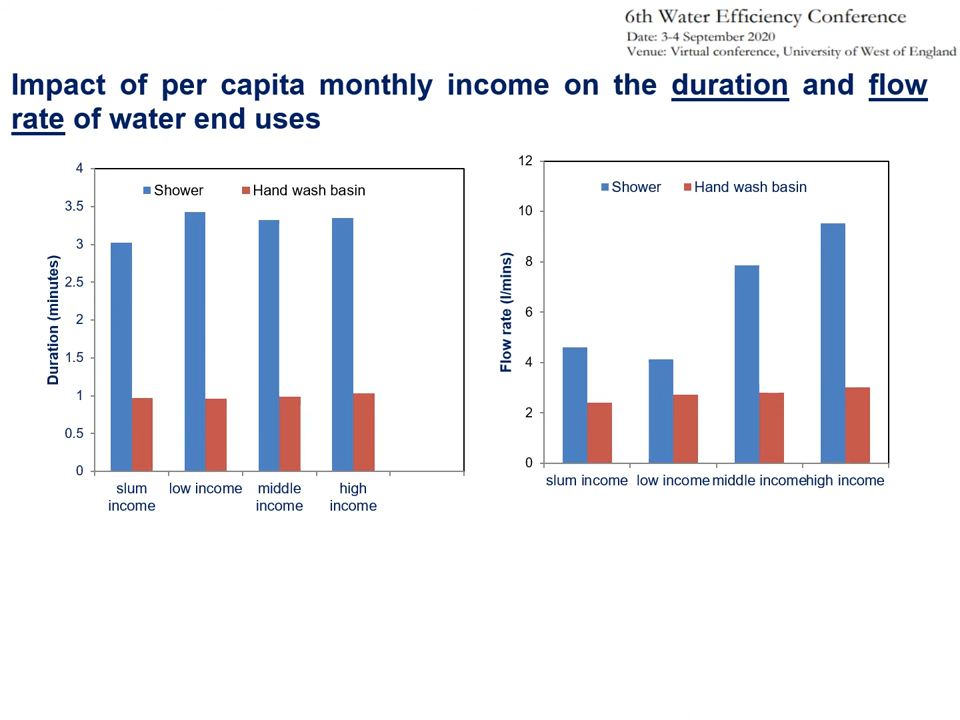 6th Water Efficiency Conference
Date: 3-4 September 2020
Venue: Virtual conference, University of West of England
Impact of per capita monthly income on the duration and flow
rate of water end uses
4
3.5
3
2.5
2
1.5
1
0.5
0
Duration (minutes)
Shower
Hand wash basin
slum income
low income
middle income
high income
12
10
8
6
4
2
0
Flow rate (l/mins)
Shower
Hand wash basin
slum income
low income
middle income
high income